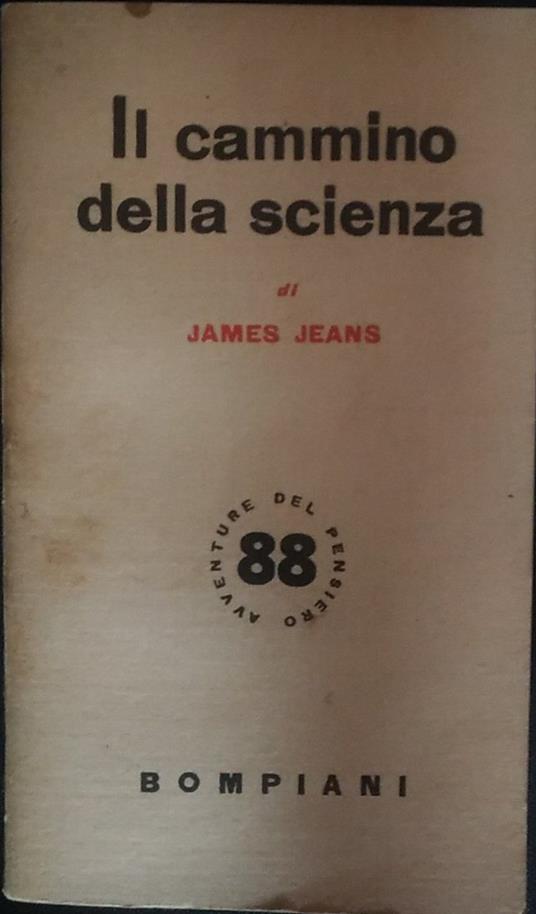 Il cammino
della scienza
di
JAMES JEANS
AVVENTURE DEL PENSIERO
88
BOMPIANI